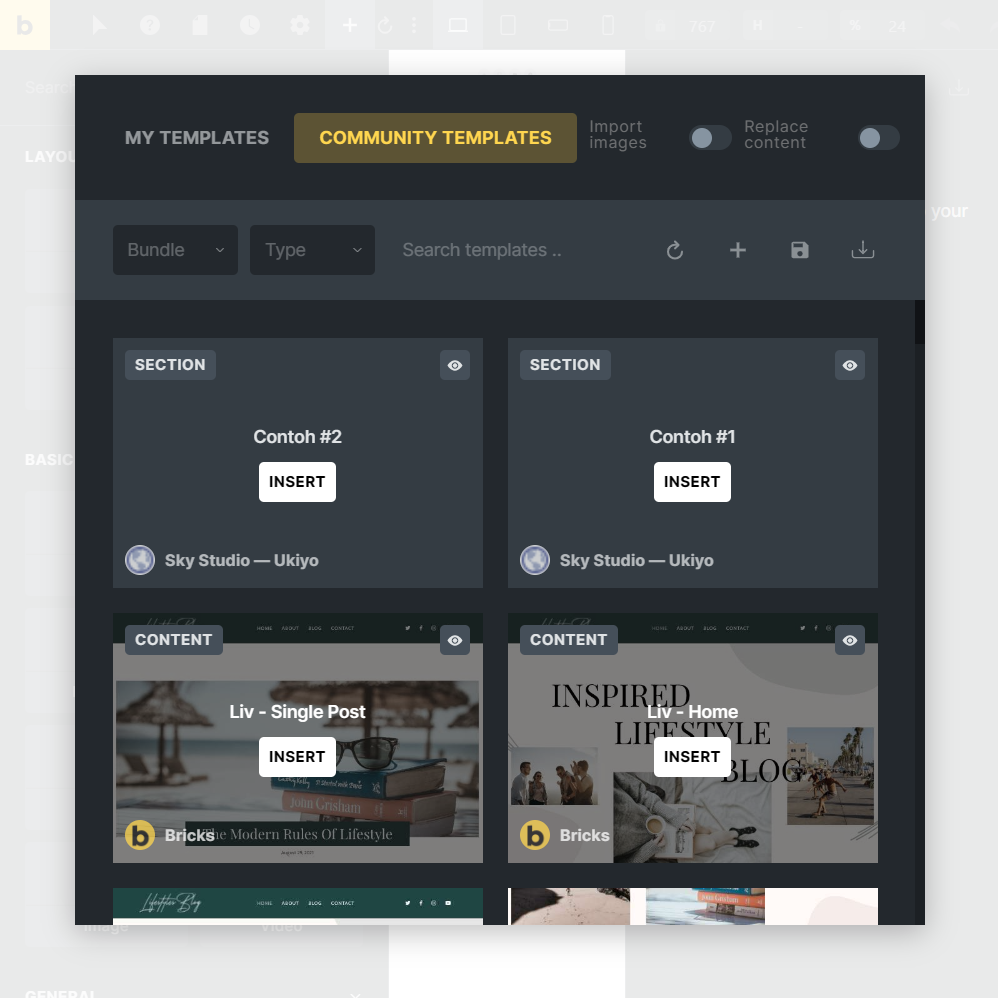 b
767
H
%
24
Search
your
LAYOU
MY TEMPLATES
COMMUNITY TEMPLATES
Import
images
Replace
content
Bundle
Type
Search templates ..
SECTION
Contoh #2
INSERT
Sky Studio — Ukiyo
SECTION
Contoh #1
INSERT
Sky Studio — Ukiyo
BASIC
HOME ABOUT BLOG CONTACT
CONTENT
Liv - Single Post
INSERT
Joan Grisham
The Modern Rules Of Lifestyle
b Bricks
HOME ABOUT BLOG CONTACT
CONTENT
INSPIRED
Liv - Home
LIFESTYLE
INSERT
BLOG
b Bricks
HOME ABOUT BLOG CONTACT
Image
Video
GENERAL